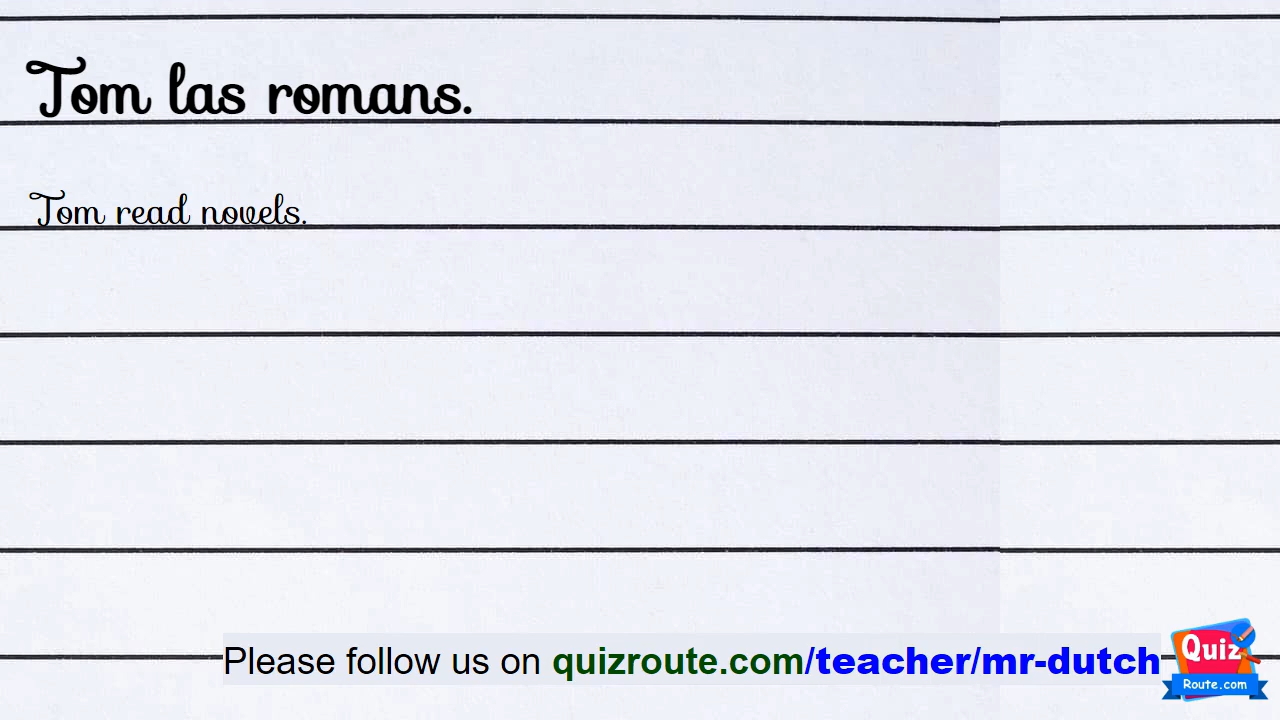 Tom las romans.
Tom read novels.
Please follow us on quizroute.com/teacher/mr-dutch
Quiz
Route.com